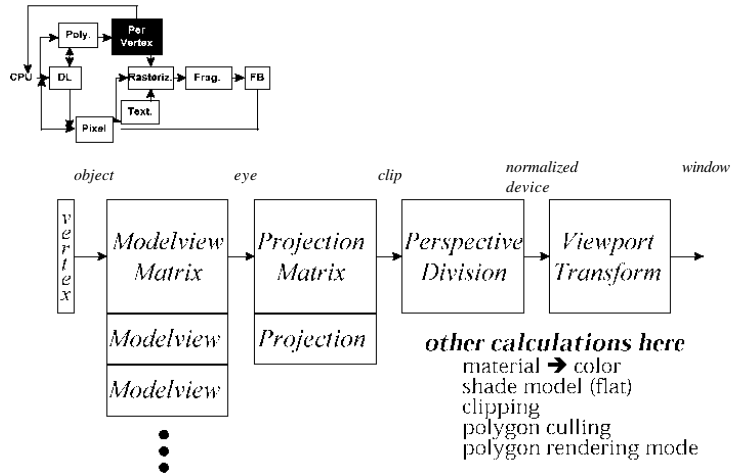 Poly.
Per
Vertex
CPU
DL
Rasteriz.
Frag.
FB
Text.
Pixel
object
eye
clip
normalized
device
window
vertex
Modelview
Matrix
Projection
Matrix
Perspective
Division
Viewport
Transform
Modelview
Projection
Modelview
other calculations here
material ➔ color
shade model (flat)
clipping
polygon culling
polygon rendering mode